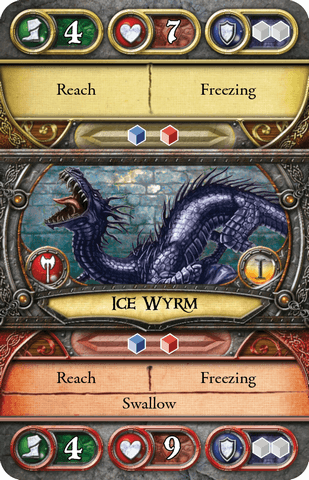 4 7
Reach Freezing
I
ICE WYRM
Reach Freezing
Swallow
4 9